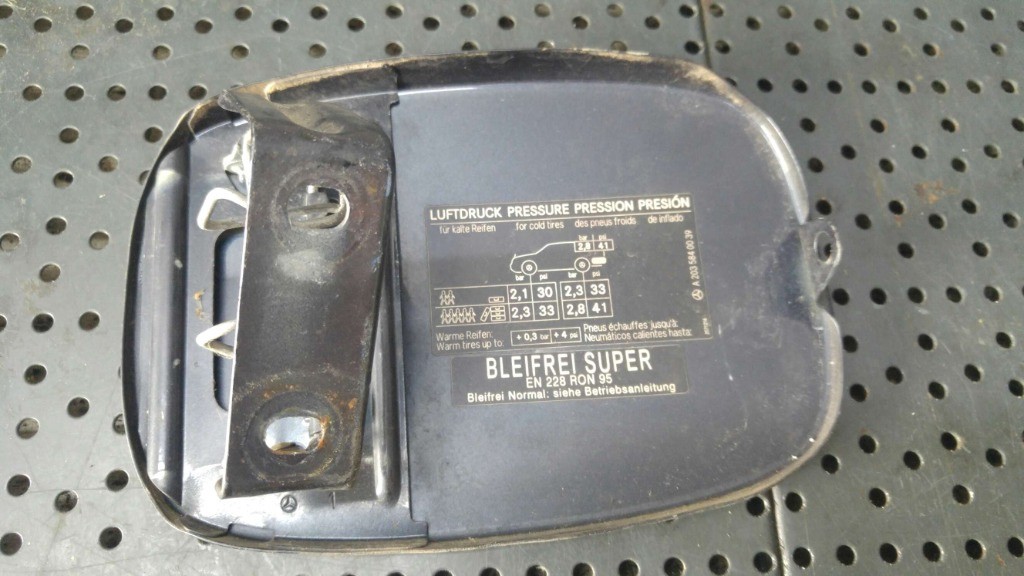 LUFTDRUCK PRESSURE PRESSION PRESIÓN
für kalte Reifen for cold tires des pneus froids de inflado
bar psi
2,8 41
bar psi bar psi
2,1 30 2,3 33
2,3 33 2,8 41
Warme Reifen: Pneus échauffes jusqu'à:
Warm tires up to: + 0,3 bar + 4 psi Neumáticos calientes hasta:
A 203 584 00 39
BLEIFREI SUPER
EN 228 RON 95
Bleifrei Normal: siehe Betriebsanleitung